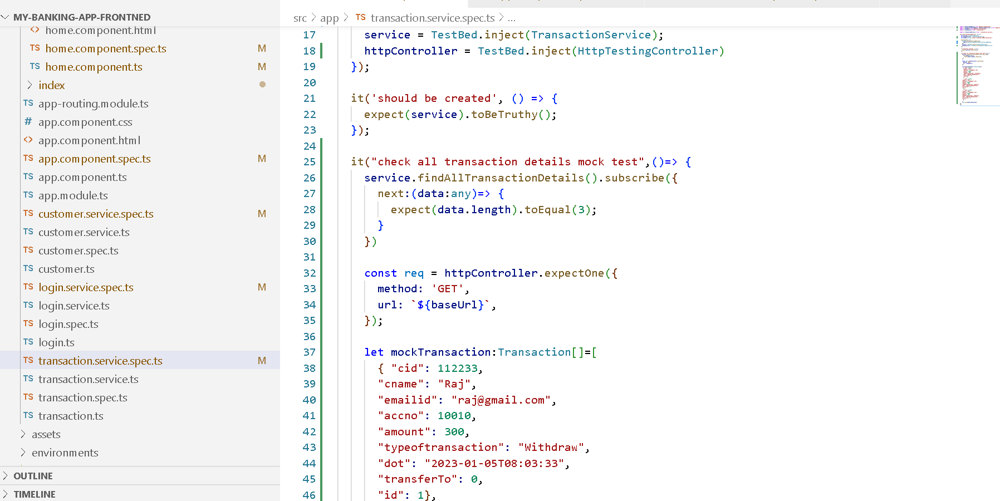 MY-BANKING-APP-FRONTNED
home.component.html
TS home.component.spec.ts M
TS home.component.ts M
index
TS app-routing.module.ts
# app.component.css
<> app.component.html
TS app.component.spec.ts M
TS app.component.ts
TS app.module.ts
TS customer.service.spec.ts M
TS customer.service.ts
TS customer.spec.ts
TS customer.ts
TS login.service.spec.ts M
TS login.service.ts
TS login.spec.ts
TS login.ts
TS transaction.service.spec.ts M
TS transaction.service.ts
TS transaction.spec.ts
TS transaction.ts
assets
environments
OUTLINE
TIMELINE
src > app > TS transaction.service.spec.ts > ...
17 service = TestBed.inject(TransactionService);
18 httpController = TestBed.inject(HttpTestingController)
19 });
20
21 it('should be created', () => {
22 expect(service).toBeTruthy();
23 });
24
25 it("check all transaction details mock test",()=> {
26 service.findAllTransactionDetails().subscribe({
27 next:(data:any)=> {
28 expect(data.length).toEqual(3);
29 }
30 })
31
32 const req = httpController.expectOne({
33 method: 'GET',
34 url: `${baseUrl}`,
35 });
36
37 let mockTransaction:Transaction[]=[
38 { "cid": 112233,
39 "cname": "Raj",
40 "emailid": "raj@gmail.com",
41 "accno": 10010,
42 "amount": 300,
43 "typeoftransaction": "Withdraw",
44 "dot": "2023-01-05T08:03:33",
45 "transferTo": 0,
46 "id": 1},